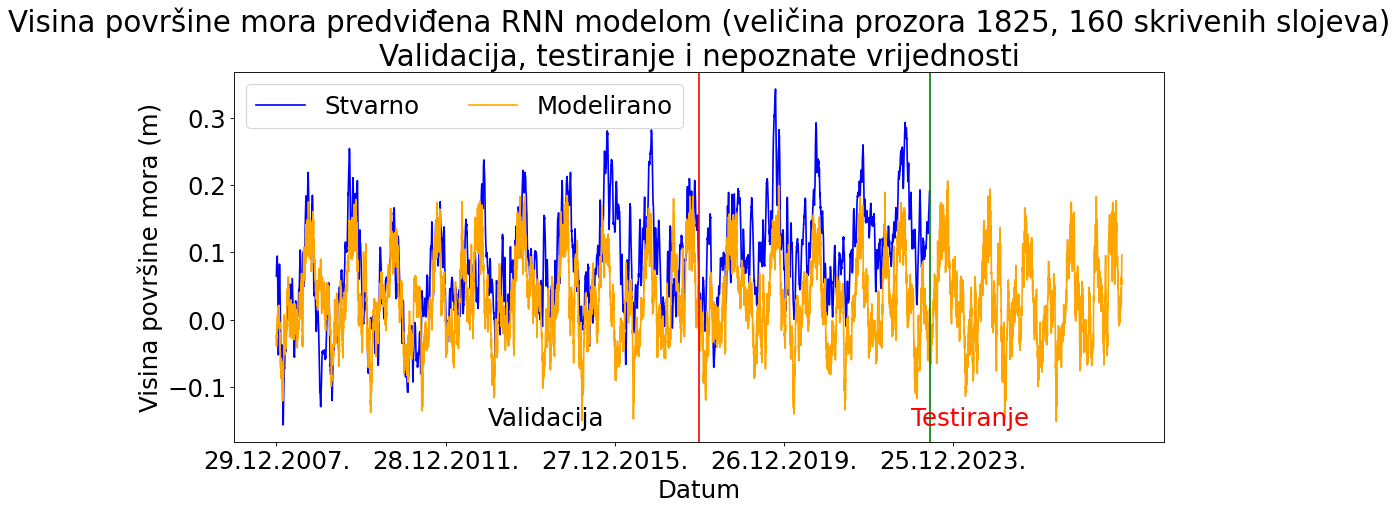 Visina površine mora predviđena RNN modelom (veličina prozora 1825, 160 skrivenih slojeva)
Validacija, testiranje i nepoznate vrijednosti
Stvarno Modelirano
Visina površine mora (m)
0.3
0.2
0.1
0.0
−0.1
Validacija Testiranje
29.12.2007. 28.12.2011. 27.12.2015. 26.12.2019. 25.12.2023.
Datum